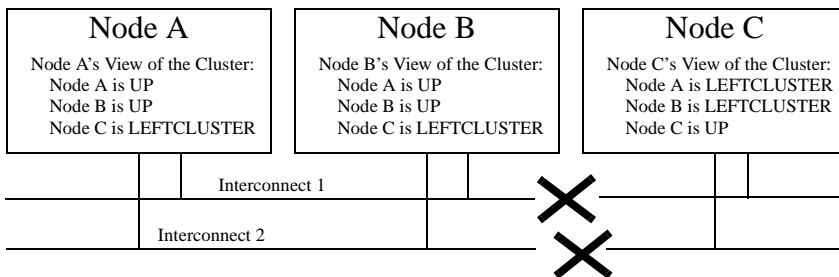 Node A
Node A's View of the Cluster:
Node A is UP
Node B is UP
Node C is LEFTCLUSTER
Node B
Node B's View of the Cluster:
Node A is UP
Node B is UP
Node C is LEFTCLUSTER
Node C
Node C's View of the Cluster:
Node A is LEFTCLUSTER
Node B is LEFTCLUSTER
Node C is UP
Interconnect 1
Interconnect 2